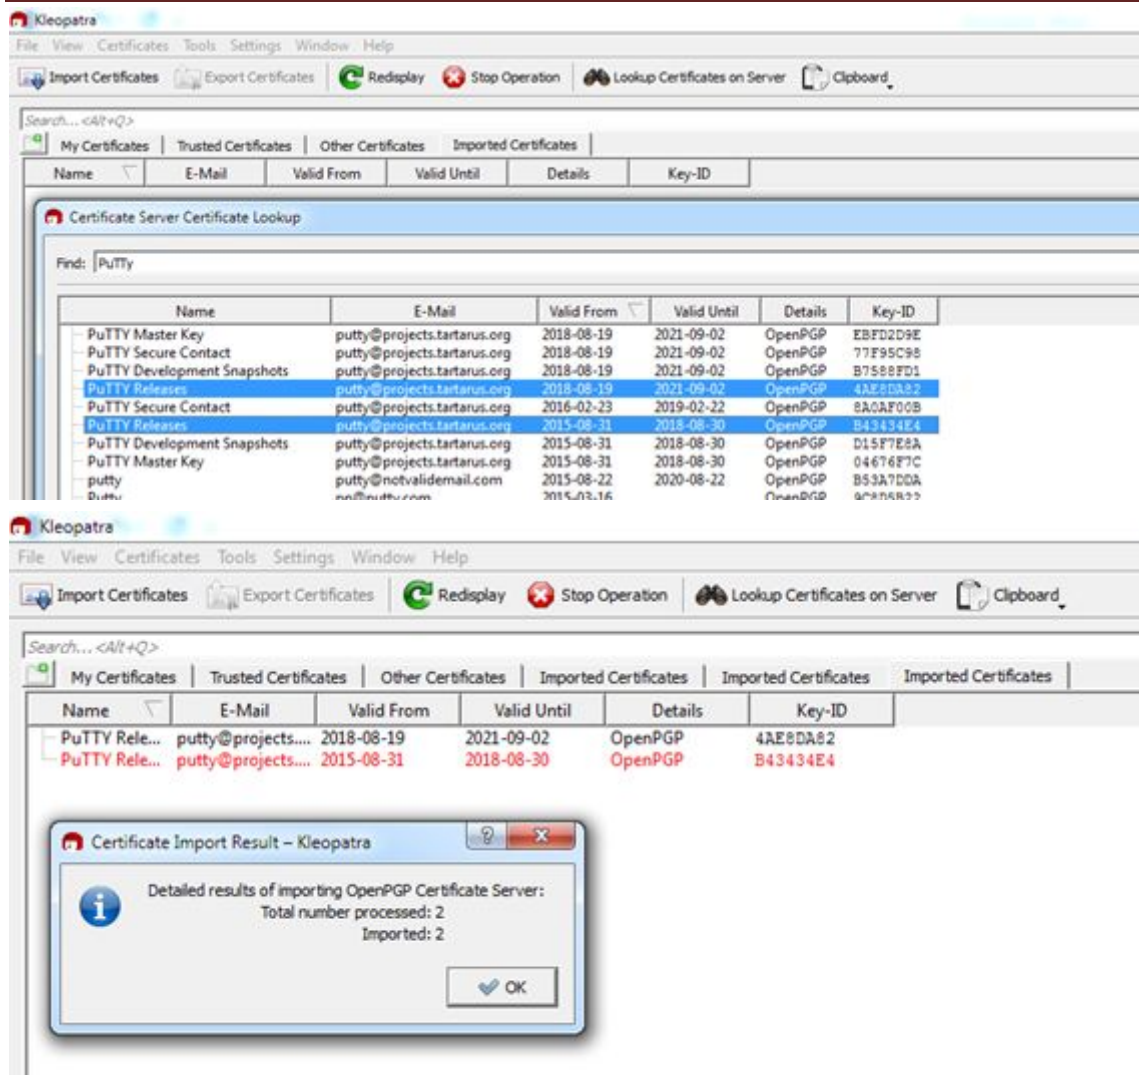 Kleopatra
File View Certificates Tools Settings Window Help
Import Certificates Export Certificates Redisplay Stop Operation Lookup Certificates on Server Clipboard
Search...<Alt+Q>
My Certificates Trusted Certificates Other Certificates Imported Certificates
Name E-Mail Valid From Valid Until Details Key-ID
Certificate Server Certificate Lookup
Find: PuTTy
Name E-Mail Valid From Valid Until Details Key-ID
PuTTY Master Key putty@projects.tartarus.org 2018-08-19 2021-09-02 OpenPGP EBFD2D9E
PuTTY Secure Contact putty@projects.tartarus.org 2018-08-19 2021-09-02 OpenPGP 77F95C98
PuTTY Development Snapshots putty@projects.tartarus.org 2018-08-19 2021-09-02 OpenPGP B7588FD1
PuTTY Releases putty@projects.tartarus.org 2018-08-19 2021-09-02 OpenPGP 4AE8DA82
PuTTY Secure Contact putty@projects.tartarus.org 2016-02-23 2019-02-22 OpenPGP 8A0AF00B
PuTTY Releases putty@projects.tartarus.org 2015-08-31 2018-08-30 OpenPGP B43434E4
PuTTY Development Snapshots putty@projects.tartarus.org 2015-08-31 2018-08-30 OpenPGP D15F7E8A
PuTTY Master Key putty@projects.tartarus.org 2015-08-31 2018-08-30 OpenPGP 04676F7C
putty putty@notvalidemail.com 2015-08-22 2020-08-22 OpenPGP B53A7DDA
Putty pp@putty.com 2015-03-16 OpenPGP 9C8D5B22
Kleopatra
File View Certificates Tools Settings Window Help
Import Certificates Export Certificates Redisplay Stop Operation Lookup Certificates on Server Clipboard
Search...<Alt+Q>
My Certificates Trusted Certificates Other Certificates Imported Certificates Imported Certificates Imported Certificates
Name E-Mail Valid From Valid Until Details Key-ID
PuTTY Rele... putty@projects.... 2018-08-19 2021-09-02 OpenPGP 4AE8DA82
PuTTY Rele... putty@projects.... 2015-08-31 2018-08-30 OpenPGP B43434E4
Certificate Import Result – Kleopatra
Detailed results of importing OpenPGP Certificate Server:
Total number processed: 2
Imported: 2
OK